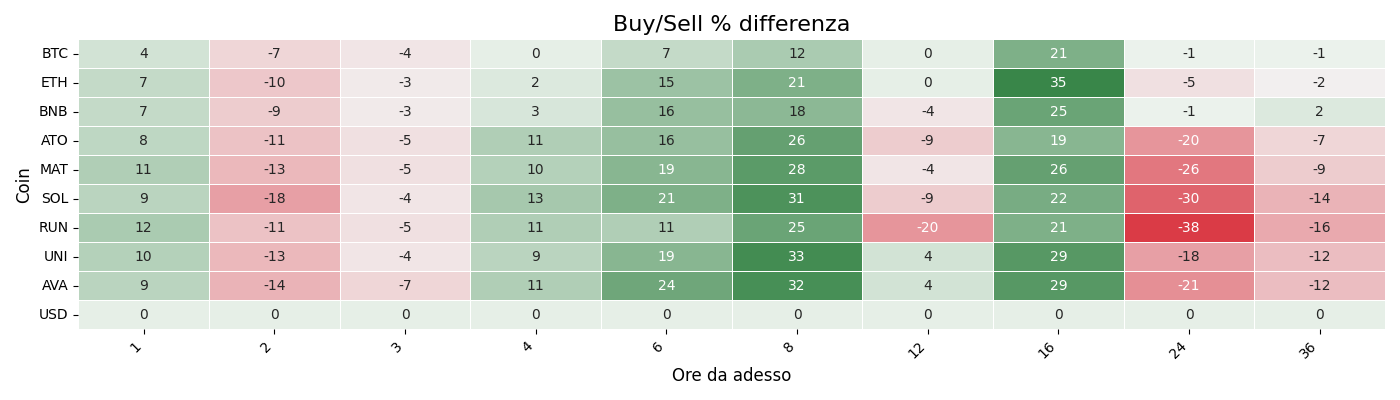 Buy/Sell % differenza
BTC 4 -7 -4 0 7 12 0 21 -1 -1
ETH 7 -10 -3 2 15 21 0 35 -5 -2
BNB 7 -9 -3 3 16 18 -4 25 -1 2
ATO 8 -11 -5 11 16 26 -9 19 -20 -7
MAT 11 -13 -5 10 19 28 -4 26 -26 -9
SOL 9 -18 -4 13 21 31 -9 22 -30 -14
RUN 12 -11 -5 11 11 25 -20 21 -38 -16
UNI 10 -13 -4 9 19 33 4 29 -18 -12
AVA 9 -14 -7 11 24 32 4 29 -21 -12
USD 0 0 0 0 0 0 0 0 0 0
Coin
1 2 3 4 6 8 12 16 24 36
Ore da adesso